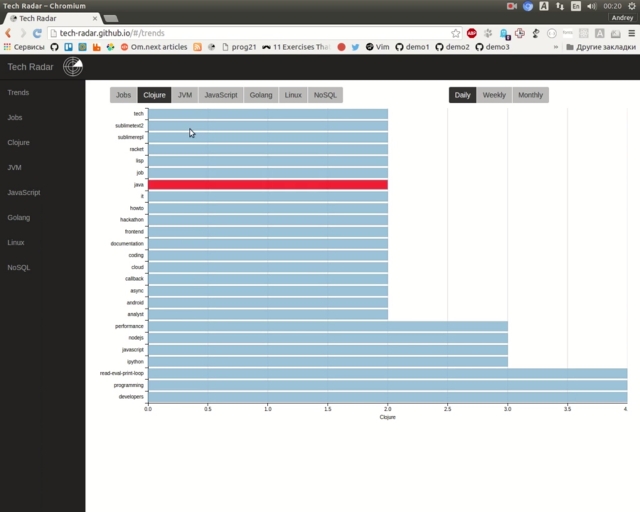 Tech Radar – Chromium
En
00:20
Tech Radar
Andrey
tech-radar.github.io/#/trends
Сервисы
Om.next articles
prog21
11 Exercises Tha
Vim
demo1
demo2
demo3
»
Другие закладки
Tech Radar
Trends
Jobs
Clojure
JVM
JavaScript
Golang
Linux
NoSQL
Jobs
Clojure
JVM
JavaScript
Golang
Linux
NoSQL
Daily
Weekly
Monthly
tech
sublimetext2
sublimerepl
racket
lisp
job
java
howto
hackathon
frontend
documentation
coding
cloud
callback
async
android
analyst
performance
nodejs
javascript
ipython
read-eval-print-loop
programming
developers
0.0 0.5 1.0 1.5 2.0 2.5 3.0 3.5 4.
Clojure